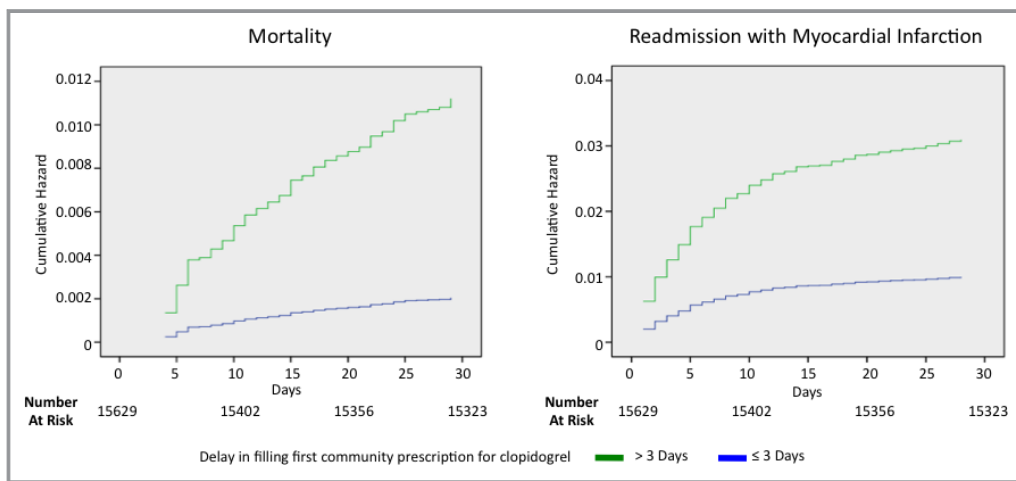 Mortality
Readmission with Myocardial Infarction
Cumulative Hazard
0.012
0.010
0.008
0.006
0.004
0.002
0
0 5 10 15 20 25 30
Days
Number At Risk 15629 15402 15356 15323
Cumulative Hazard
0.04
0.03
0.02
0.01
0
0 5 10 15 20 25 30
Days
Number At Risk 15629 15402 15356 15323
Delay in filling first community prescription for clopidogrel > 3 Days ≤ 3 Days